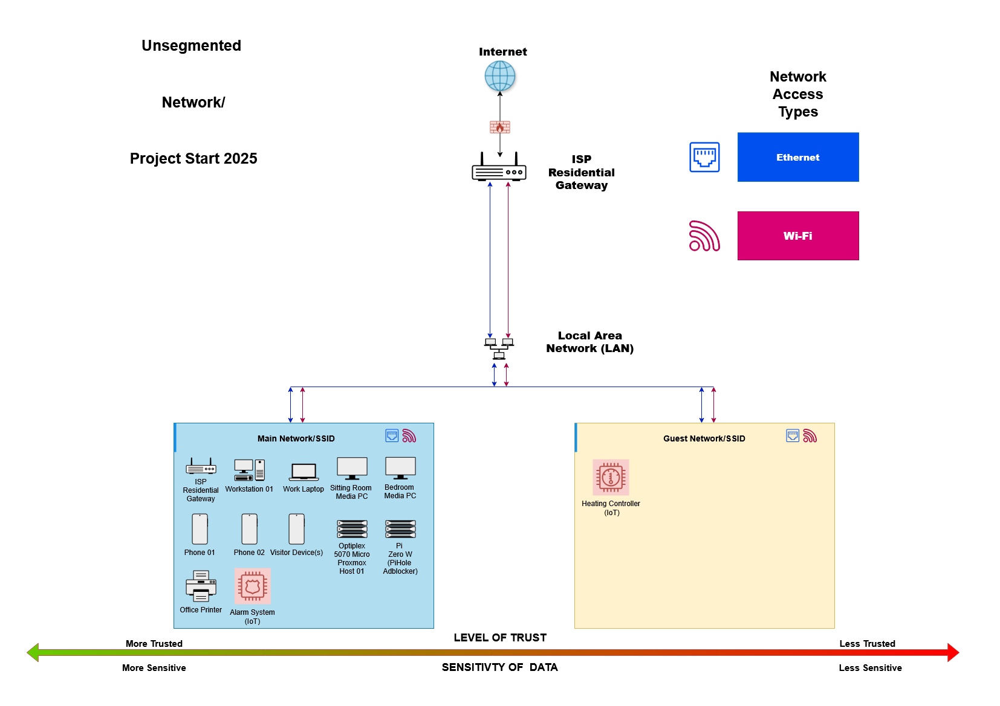 Unsegmented
Network/
Project Start 2025
Internet
ISP
Residential
Gateway
Network
Access
Types
Ethernet
Wi-Fi
Local Area
Network (LAN)
Main Network/SSID
ISP
Residential
Gateway
Workstation 01
Work Laptop
Sitting Room
Media PC
Bedroom
Media PC
Phone 01
Phone 02
Visitor Device(s)
Optiplex
5070 Micro
Proxmox
Host 01
Pi
Zero W
(PiHole
Adblocker)
Office Printer
Alarm System
(IoT)
Guest Network/SSID
Heating Controller
(IoT)
LEVEL OF TRUST
More Trusted
Less Trusted
More Sensitive
SENSITIVTY OF  DATA
Less Sensitive